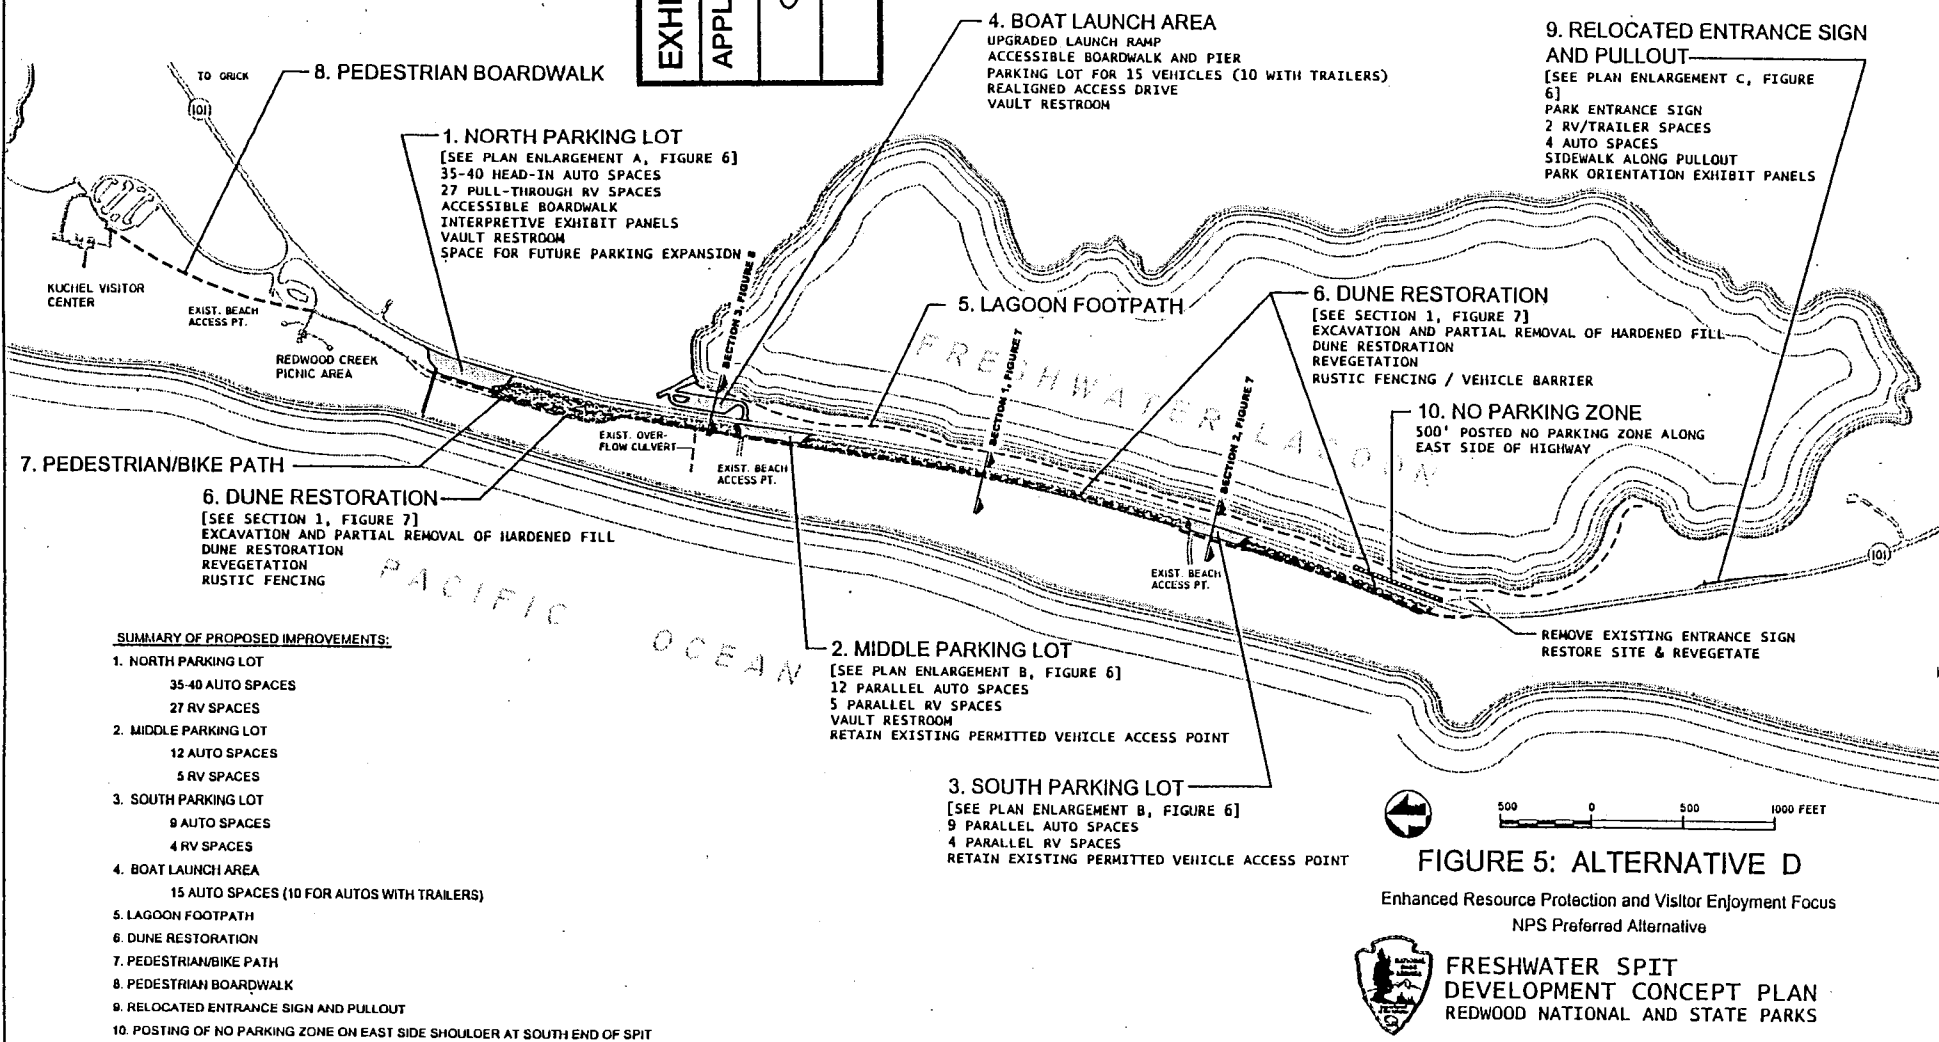 EXHI
APPL
TO ORICK
101
8. PEDESTRIAN BOARDWALK
1. NORTH PARKING LOT
[SEE PLAN ENLARGEMENT A, FIGURE 6]
35-40 HEAD-IN AUTO SPACES
27 PULL-THROUGH RV SPACES
ACCESSIBLE BOARDWALK
INTERPRETIVE EXHIBIT PANELS
VAULT RESTROOM
SPACE FOR FUTURE PARKING EXPANSION
4. BOAT LAUNCH AREA
UPGRADED LAUNCH RAMP
ACCESSIBLE BOARDWALK AND PIER
PARKING LOT FOR 15 VEHICLES (10 WITH TRAILERS)
REALIGNED ACCESS DRIVE
VAULT RESTROOM
9. RELOCATED ENTRANCE SIGN
AND PULLOUT
[SEE PLAN ENLARGEMENT C, FIGURE
6]
PARK ENTRANCE SIGN
2 RV/TRAILER SPACES
4 AUTO SPACES
SIDEWALK ALONG PULLOUT
PARK ORIENTATION EXHIBIT PANELS
KUCHEL VISITOR
CENTER
EXIST. BEACH
ACCESS PT.
REDWOOD CREEK
PICNIC AREA
SECTION 3, FIGURE 8
5. LAGOON FOOTPATH
SECTION 1, FIGURE 7
FRESHWATER LAGOON
6. DUNE RESTORATION
[SEE SECTION 1, FIGURE 7]
EXCAVATION AND PARTIAL REMOVAL OF HARDENED FILL
DUNE RESTORATION
REVEGETATION
RUSTIC FENCING / VEHICLE BARRIER
SECTION 2, FIGURE 7
10. NO PARKING ZONE
500' POSTED NO PARKING ZONE ALONG
EAST SIDE OF HIGHWAY
EXIST. OVER-
FLOW CULVERT
EXIST. BEACH
ACCESS PT.
7. PEDESTRIAN/BIKE PATH
6. DUNE RESTORATION
[SEE SECTION 1, FIGURE 7]
EXCAVATION AND PARTIAL REMOVAL OF HARDENED FILL
DUNE RESTORATION
REVEGETATION
RUSTIC FENCING
PACIFIC OCEAN
EXIST. BEACH
ACCESS PT.
101
REMOVE EXISTING ENTRANCE SIGN
RESTORE SITE & REVEGETATE
2. MIDDLE PARKING LOT
[SEE PLAN ENLARGEMENT B, FIGURE 6]
12 PARALLEL AUTO SPACES
5 PARALLEL RV SPACES
VAULT RESTROOM
RETAIN EXISTING PERMITTED VEHICLE ACCESS POINT
3. SOUTH PARKING LOT
[SEE PLAN ENLARGEMENT B, FIGURE 6]
9 PARALLEL AUTO SPACES
4 PARALLEL RV SPACES
RETAIN EXISTING PERMITTED VEHICLE ACCESS POINT
SUMMARY OF PROPOSED IMPROVEMENTS:
1. NORTH PARKING LOT
35-40 AUTO SPACES
27 RV SPACES
2. MIDDLE PARKING LOT
12 AUTO SPACES
5 RV SPACES
3. SOUTH PARKING LOT
9 AUTO SPACES
4 RV SPACES
4. BOAT LAUNCH AREA
15 AUTO SPACES (10 FOR AUTOS WITH TRAILERS)
5. LAGOON FOOTPATH
6. DUNE RESTORATION
7. PEDESTRIAN/BIKE PATH
8. PEDESTRIAN BOARDWALK
9. RELOCATED ENTRANCE SIGN AND PULLOUT
10. POSTING OF NO PARKING ZONE ON EAST SIDE SHOULDER AT SOUTH END OF SPIT
500 0 500 1000 FEET
FIGURE 5: ALTERNATIVE D
Enhanced Resource Protection and Visitor Enjoyment Focus
NPS Preferred Alternative
FRESHWATER SPIT
DEVELOPMENT CONCEPT PLAN
REDWOOD NATIONAL AND STATE PARKS